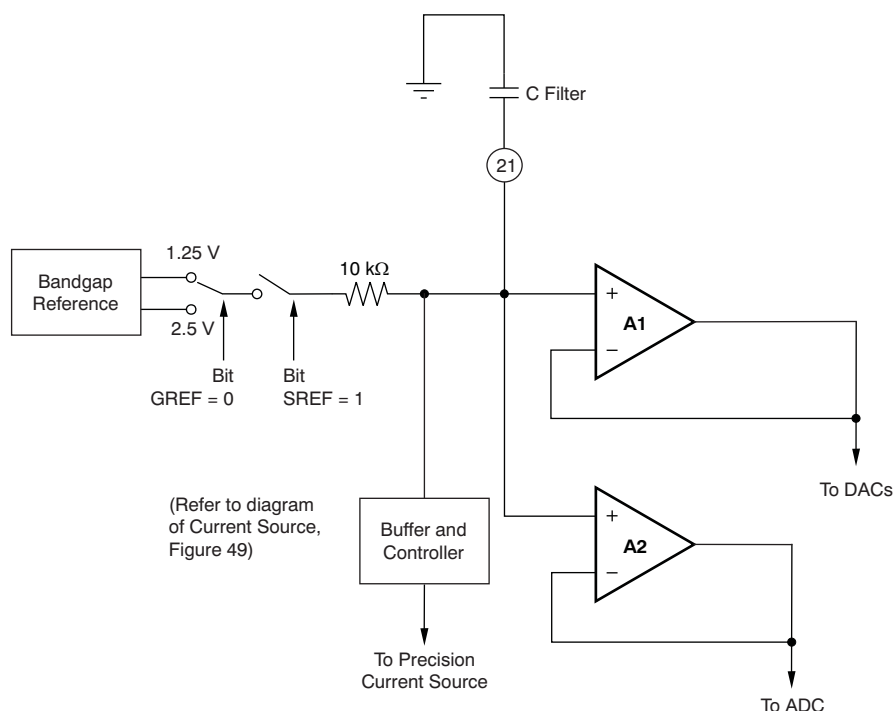 C Filter
21
1.25 V
10 kΩ
Bandgap
Reference
2.5 V
Bit
GREF = 0
Bit
SREF = 1
+
A1
−
To DACs
(Refer to diagram
of Current Source,
Figure 49)
Buffer and
Controller
+
A2
−
To Precision
Current Source
To ADC